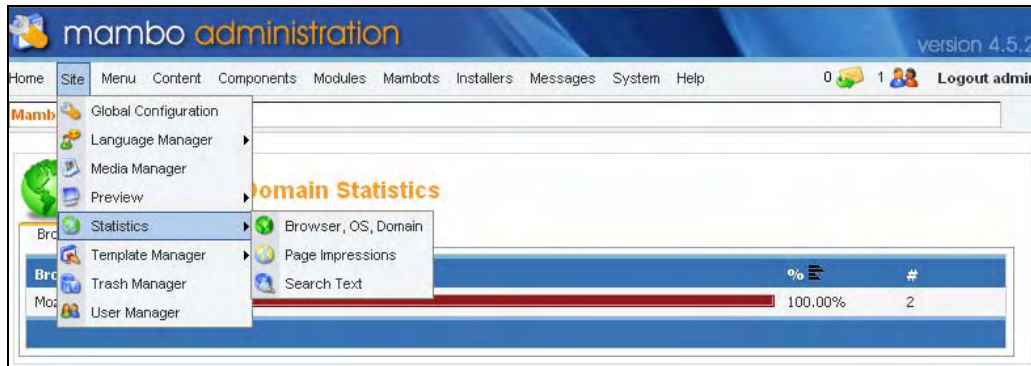 mambo administration
version 4.5.2
Home Site Menu Content Components Modules Mambots Installers Messages System Help 0 1 Logout admin
Mamb
Global Configuration
Language Manager
Media Manager
Preview
omain Statistics
Statistics
Browser, OS, Domain
Bro
Template Manager
Page Impressions
Bro
Trash Manager
Search Text
% #
Moz
User Manager
100.00% 2